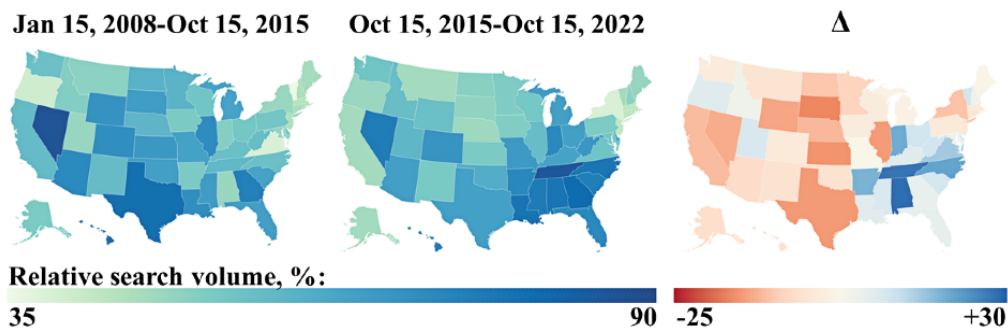 Jan 15, 2008-Oct 15, 2015
Oct 15, 2015-Oct 15, 2022
Δ
Relative search volume, %:
35
90
-25
+30